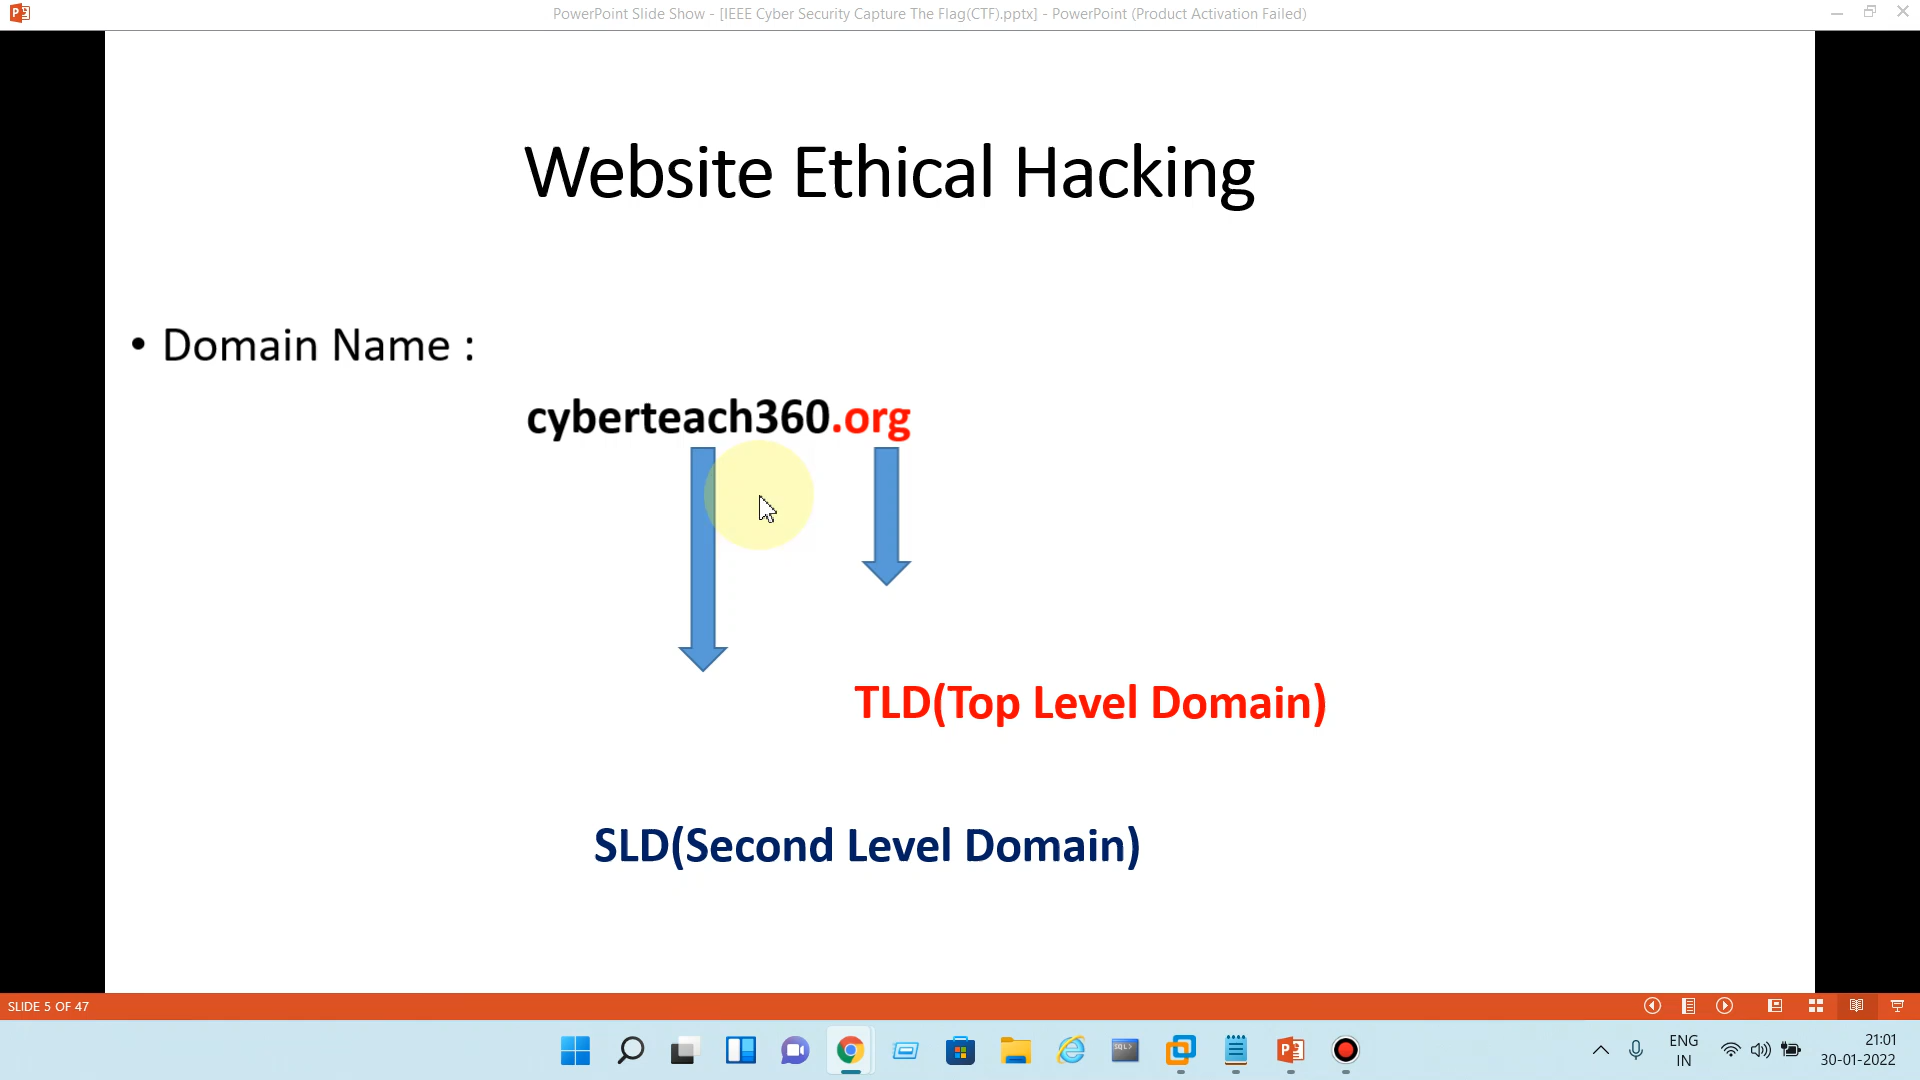 PowerPoint Slide Show - [IEEE Cyber Security Capture The Flag(CTF).pptx] - PowerPoint (Product Activation Failed)
Website Ethical Hacking
• Domain Name :
cyberteach360.org
TLD(Top Level Domain)
SLD(Second Level Domain)
SLIDE 5 OF 47
ENG
IN
21:01
30-01-2022